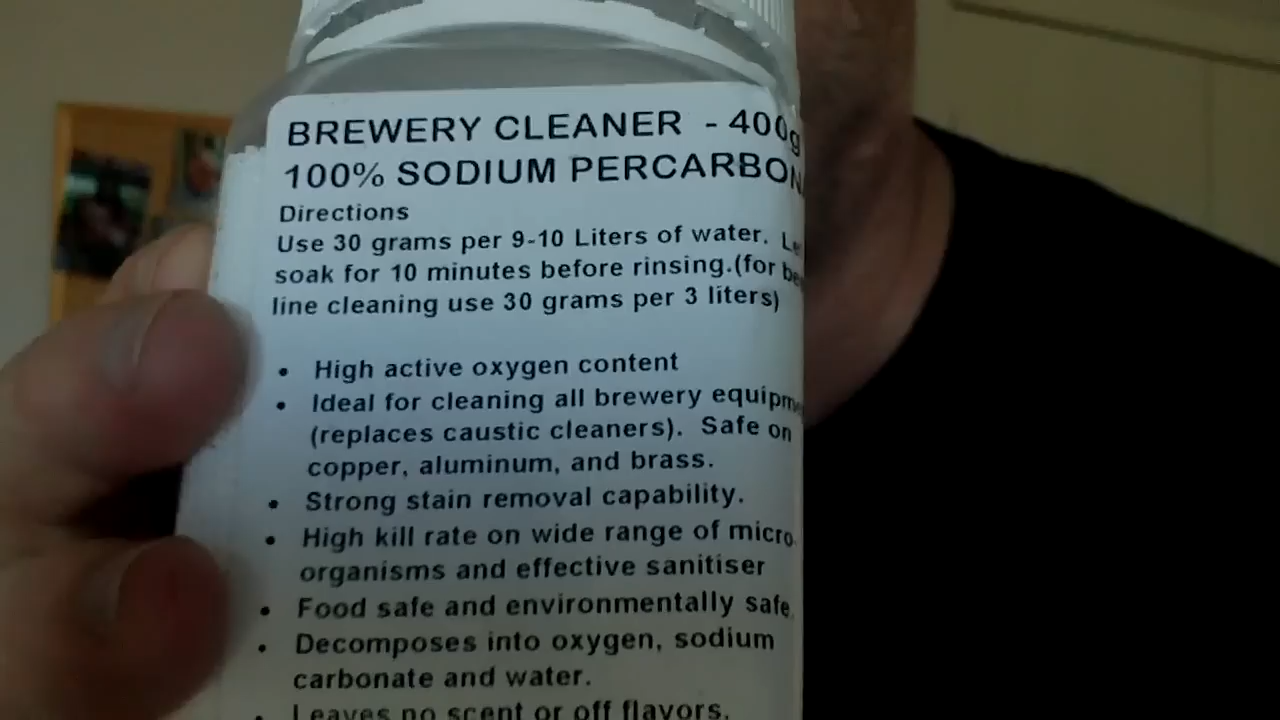 BREWERY CLEANER - 400g
100% SODIUM
Directions
Use 30 grams per 9-10 Liters of water.
soak for 10 minutes before rinsing.(for
line cleaning use 30 grams per 3 liters)
• High active oxygen content
• Ideal for cleaning all brewery
(replaces caustic cleaners). Safe on
copper, aluminum, and brass.
• Strong stain removal capability.
• High kill rate on wide range of micro
organisms and effective sanitiser
• Food safe and environmentally safe.
• Decomposes into oxygen, sodium
carbonate and water.
• Leaves no scent or off flavors.